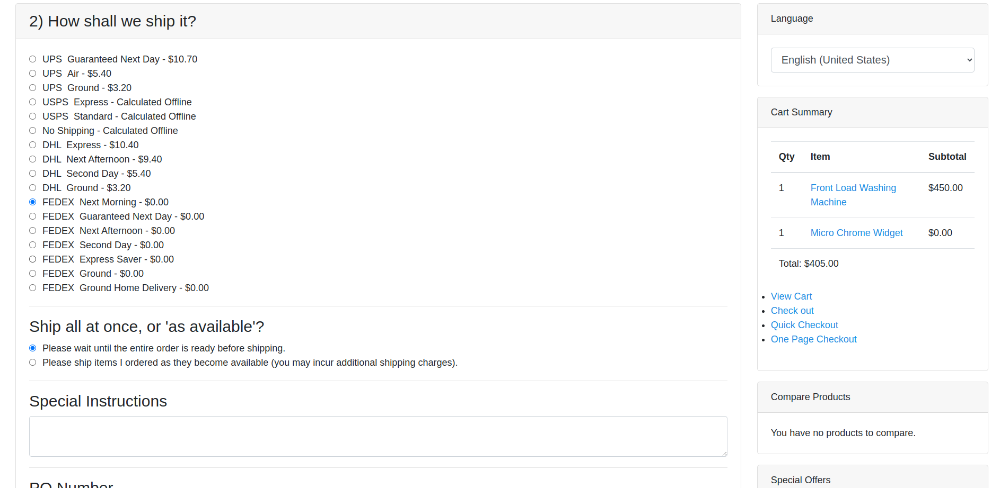 2) How shall we ship it?
UPS  Guaranteed Next Day - $10.70
UPS  Air - $5.40
UPS  Ground - $3.20
USPS  Express - Calculated Offline
USPS  Standard - Calculated Offline
No Shipping - Calculated Offline
DHL  Express - $10.40
DHL  Next Afternoon - $9.40
DHL  Second Day - $5.40
DHL  Ground - $3.20
FEDEX  Next Morning - $0.00
FEDEX  Guaranteed Next Day - $0.00
FEDEX  Next Afternoon - $0.00
FEDEX  Second Day - $0.00
FEDEX  Express Saver - $0.00
FEDEX  Ground - $0.00
FEDEX  Ground Home Delivery - $0.00
Ship all at once, or 'as available'?
Please wait until the entire order is ready before shipping.
Please ship items I ordered as they become available (you may incur additional shipping charges).
Special Instructions
PO Number
Language
English (United States)
Cart Summary
Qty Item Subtotal
1 Front Load Washing $450.00
Machine
1 Micro Chrome Widget $0.00
Total: $405.00
View Cart
Check out
Quick Checkout
One Page Checkout
Compare Products
You have no products to compare.
Special Offers